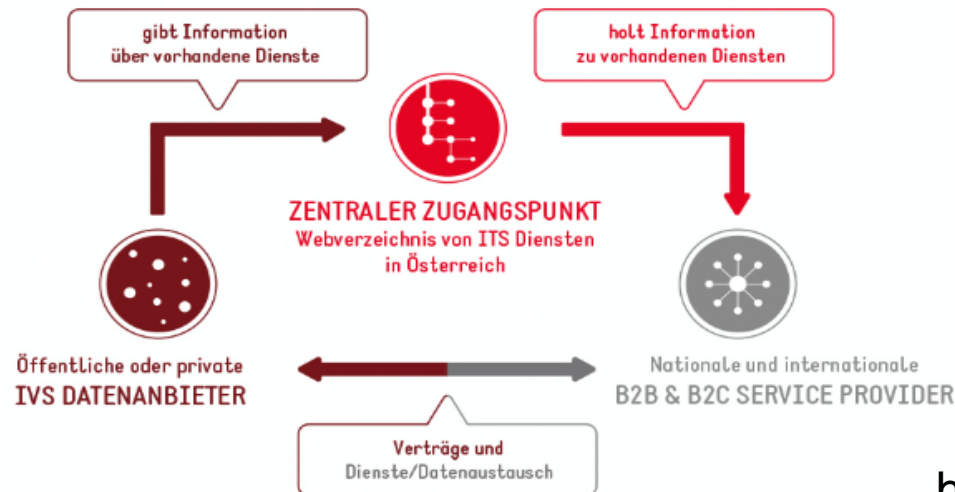 gibt Information
über vorhandene Dienste
holt Information
zu vorhandenen Diensten
ZENTRALER ZUGANGSPUNKT
Webverzeichnis von ITS Diensten
in Österreich
Öffentliche oder private
IVS DATENANBIETER
Nationale und internationale
B2B & B2C SERVICE PROVIDER
Verträge und
Dienste/Datenaustausch